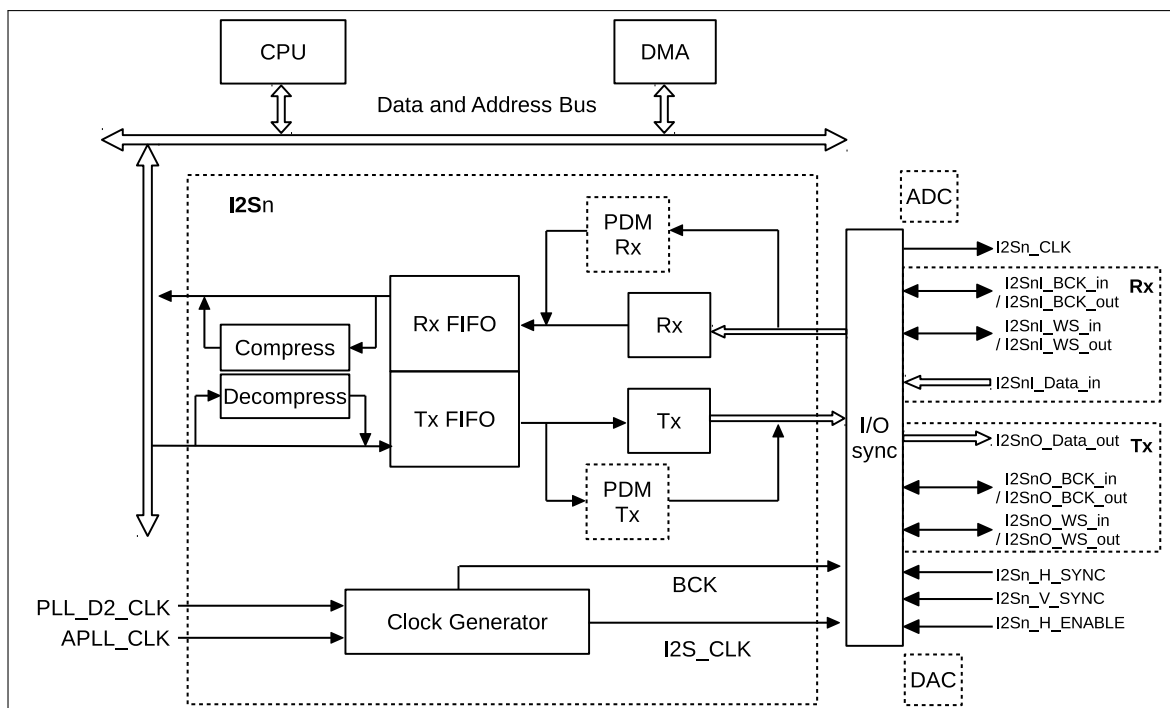 CPU
DMA
Data and Address Bus
I2Sn
PDM
Rx
ADC
I2Sn_CLK
I2SnI_BCK_in
/ I2SnI_BCK_out
Rx
I2SnI_WS_in
/ I2SnI_WS_out
I2SnI_Data_in
Rx FIFO
Rx
Compress
Decompress
Tx FIFO
Tx
I/O
sync
I2SnO_Data_out
Tx
I2SnO_BCK_in
/ I2SnO_BCK_out
I2SnO_WS_in
/ I2SnO_WS_out
PDM
Tx
BCK
I2Sn_H_SYNC
I2Sn_V_SYNC
I2Sn_H_ENABLE
PLL_D2_CLK
APLL_CLK
Clock Generator
I2S_CLK
DAC